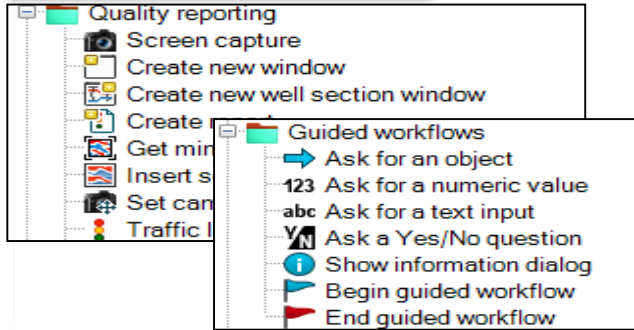 Quality reporting
Screen capture
Create new window
Create new well section window
Create
Get min
Insert s
Set cam
Traffic l
Guided workflows
Ask for an object
123 Ask for a numeric value
abc Ask for a text input
Y/N Ask a Yes/No question
i Show information dialog
Begin guided workflow
End guided workflow